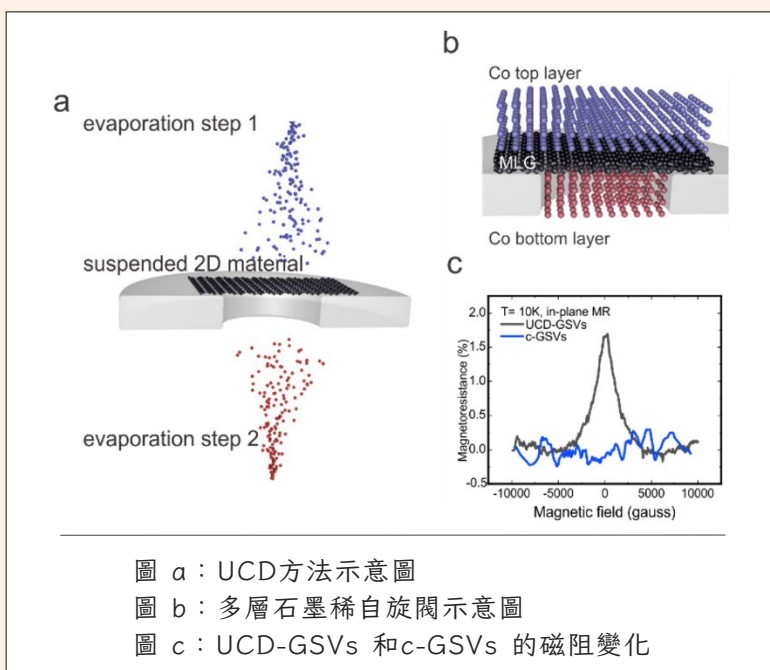 a
evaporation step 1
suspended 2D material
evaporation step 2
b
Co top layer
MLG
Co bottom layer
c
T= 10K, in-plane MR
UCD-GSVs
c-GSVs
Magnetoresistance (%)
2.0
1.5
1.0
0.5
0.0
-0.5
-10000 -5000 0 5000 10000
Magnetic field (gauss)
圖 a：UCD方法示意圖
圖 b：多層石墨稀自旋閥示意圖
圖 c：UCD-GSVs 和c-GSVs 的磁阻變化